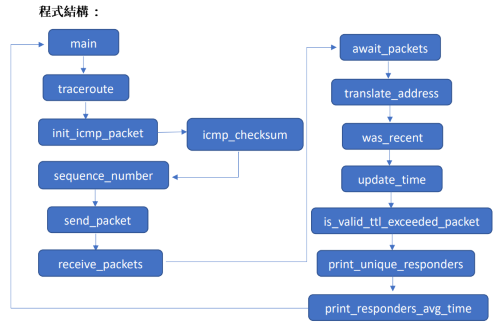 程式結構：
main
traceroute
init_icmp_packet
icmp_checksum
sequence_number
send_packet
receive_packets
await_packets
translate_address
was_recent
update_time
is_valid_ttl_exceeded_packet
print_unique_responders
print_responders_avg_time